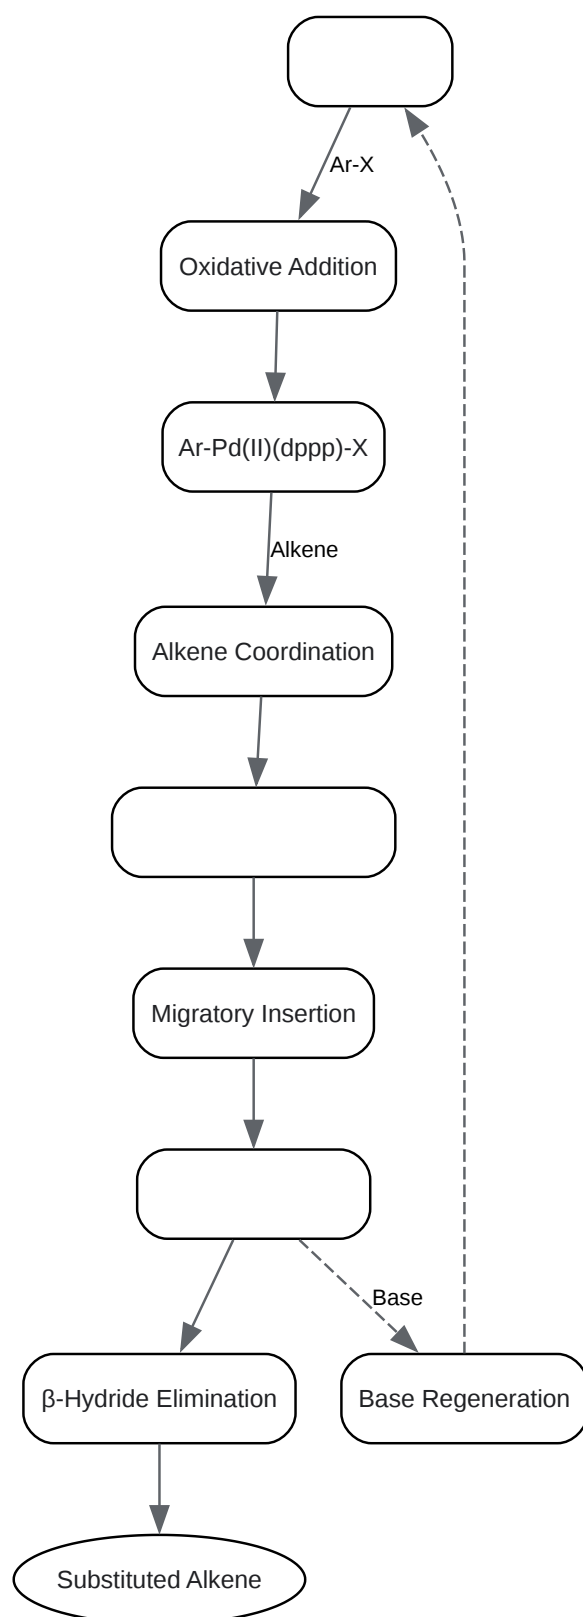 Ar-X
Oxidative Addition
Ar-Pd(II)(dppp)-X
Alkene
Alkene Coordination
Migratory Insertion
Base
β-Hydride Elimination
Base Regeneration
Substituted Alkene